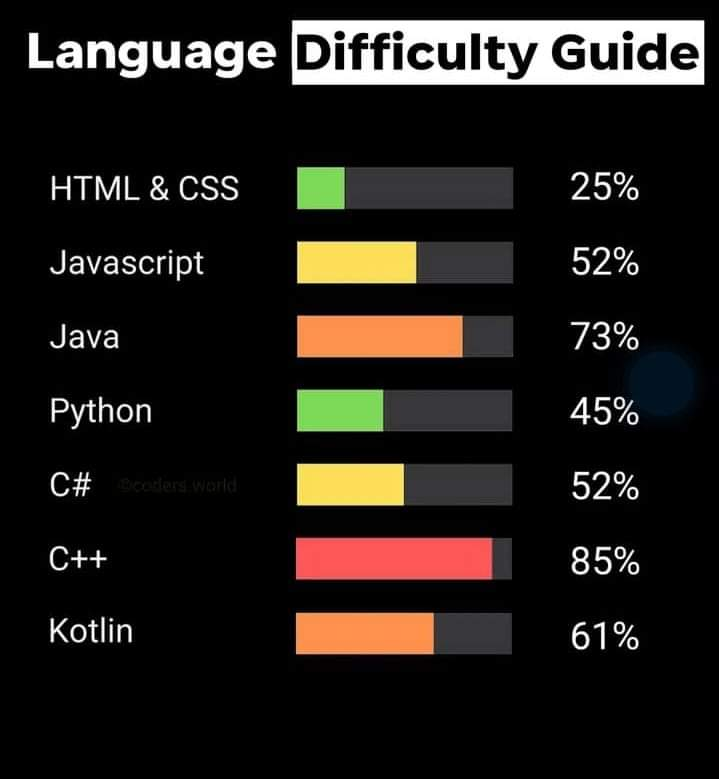 Language Difficulty Guide
HTML & CSS 25%
Javascript 52%
Java 73%
Python 45%
C# ©coders world 52%
C++ 85%
Kotlin 61%